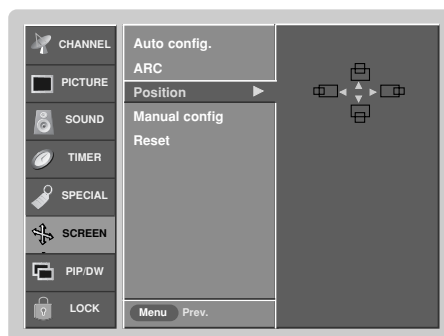 CHANNEL
PICTURE
SOUND
TIMER
SPECIAL
SCREEN
PIP/DW
LOCK
Auto config.
ARC
Position
Manual config
Reset
Menu Prev.